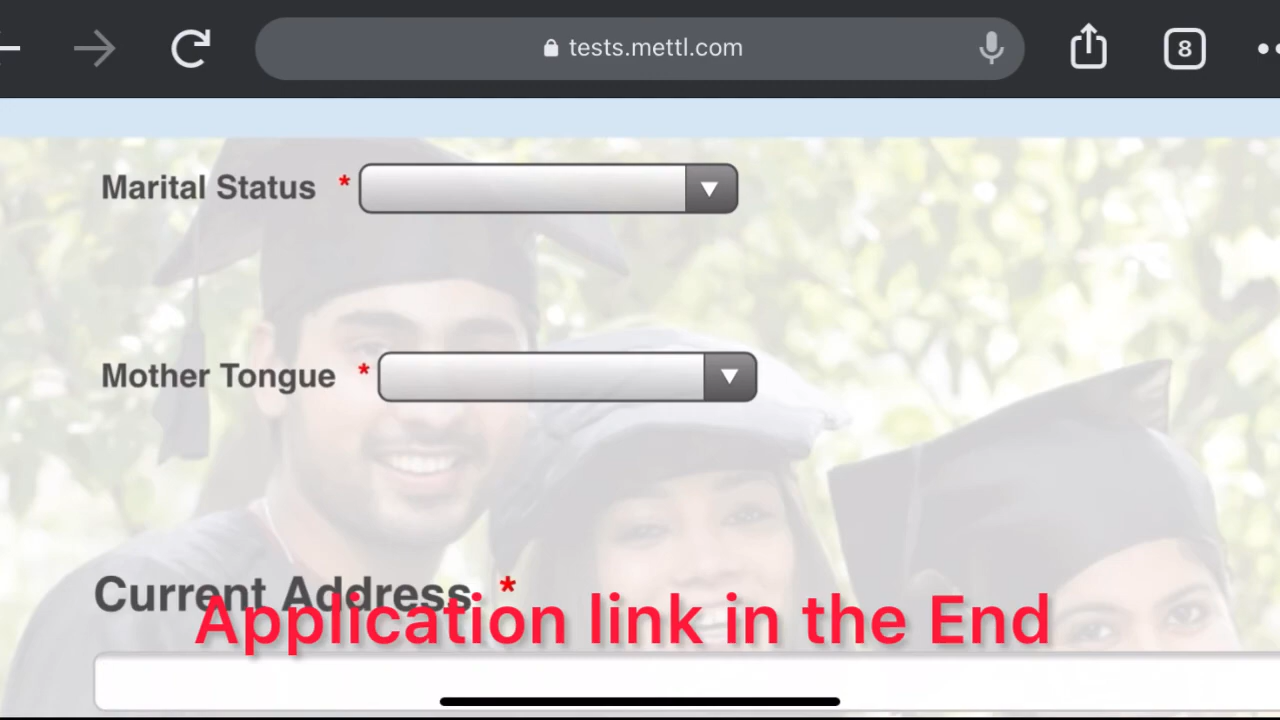 tests.mettl.com
8
Marital Status *
Mother Tongue *
Current Address *
Application link in the End